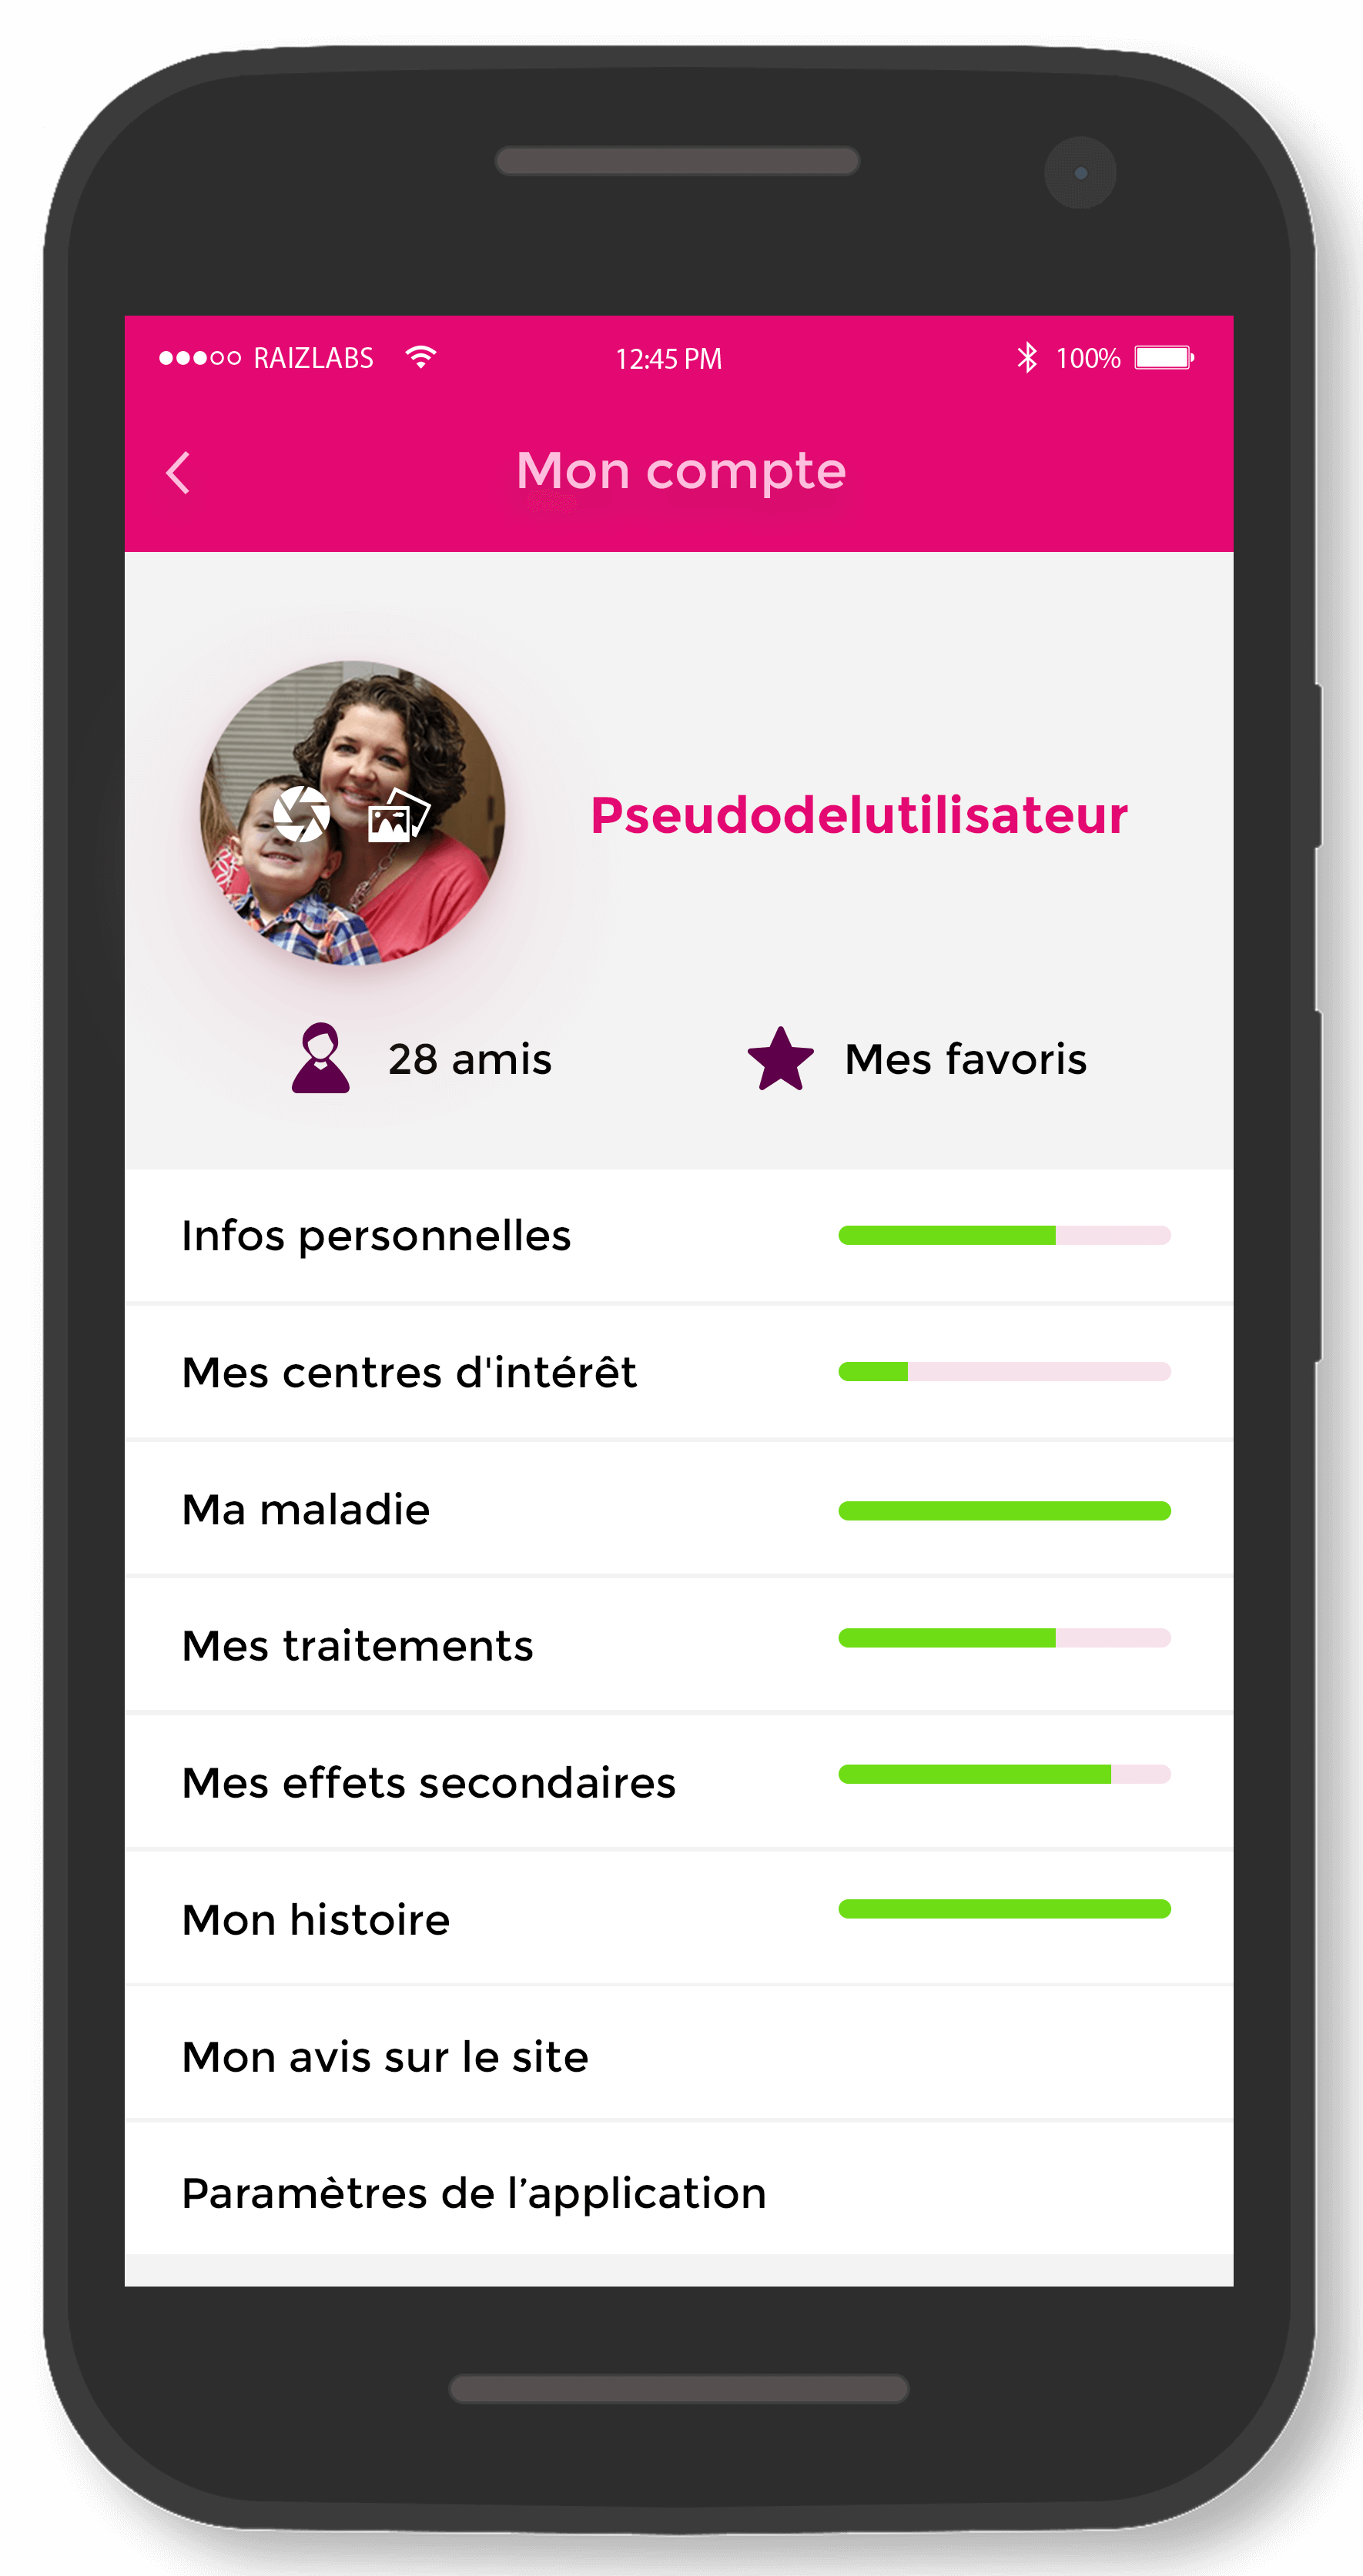 RAIZLABS 12:45 PM 100%
Mon compte
Pseudodelutilisateur
28 amis Mes favoris
Infos personnelles
Mes centres d'intérêt
Ma maladie
Mes traitements
Mes effets secondaires
Mon histoire
Mon avis sur le site
Paramètres de l’application